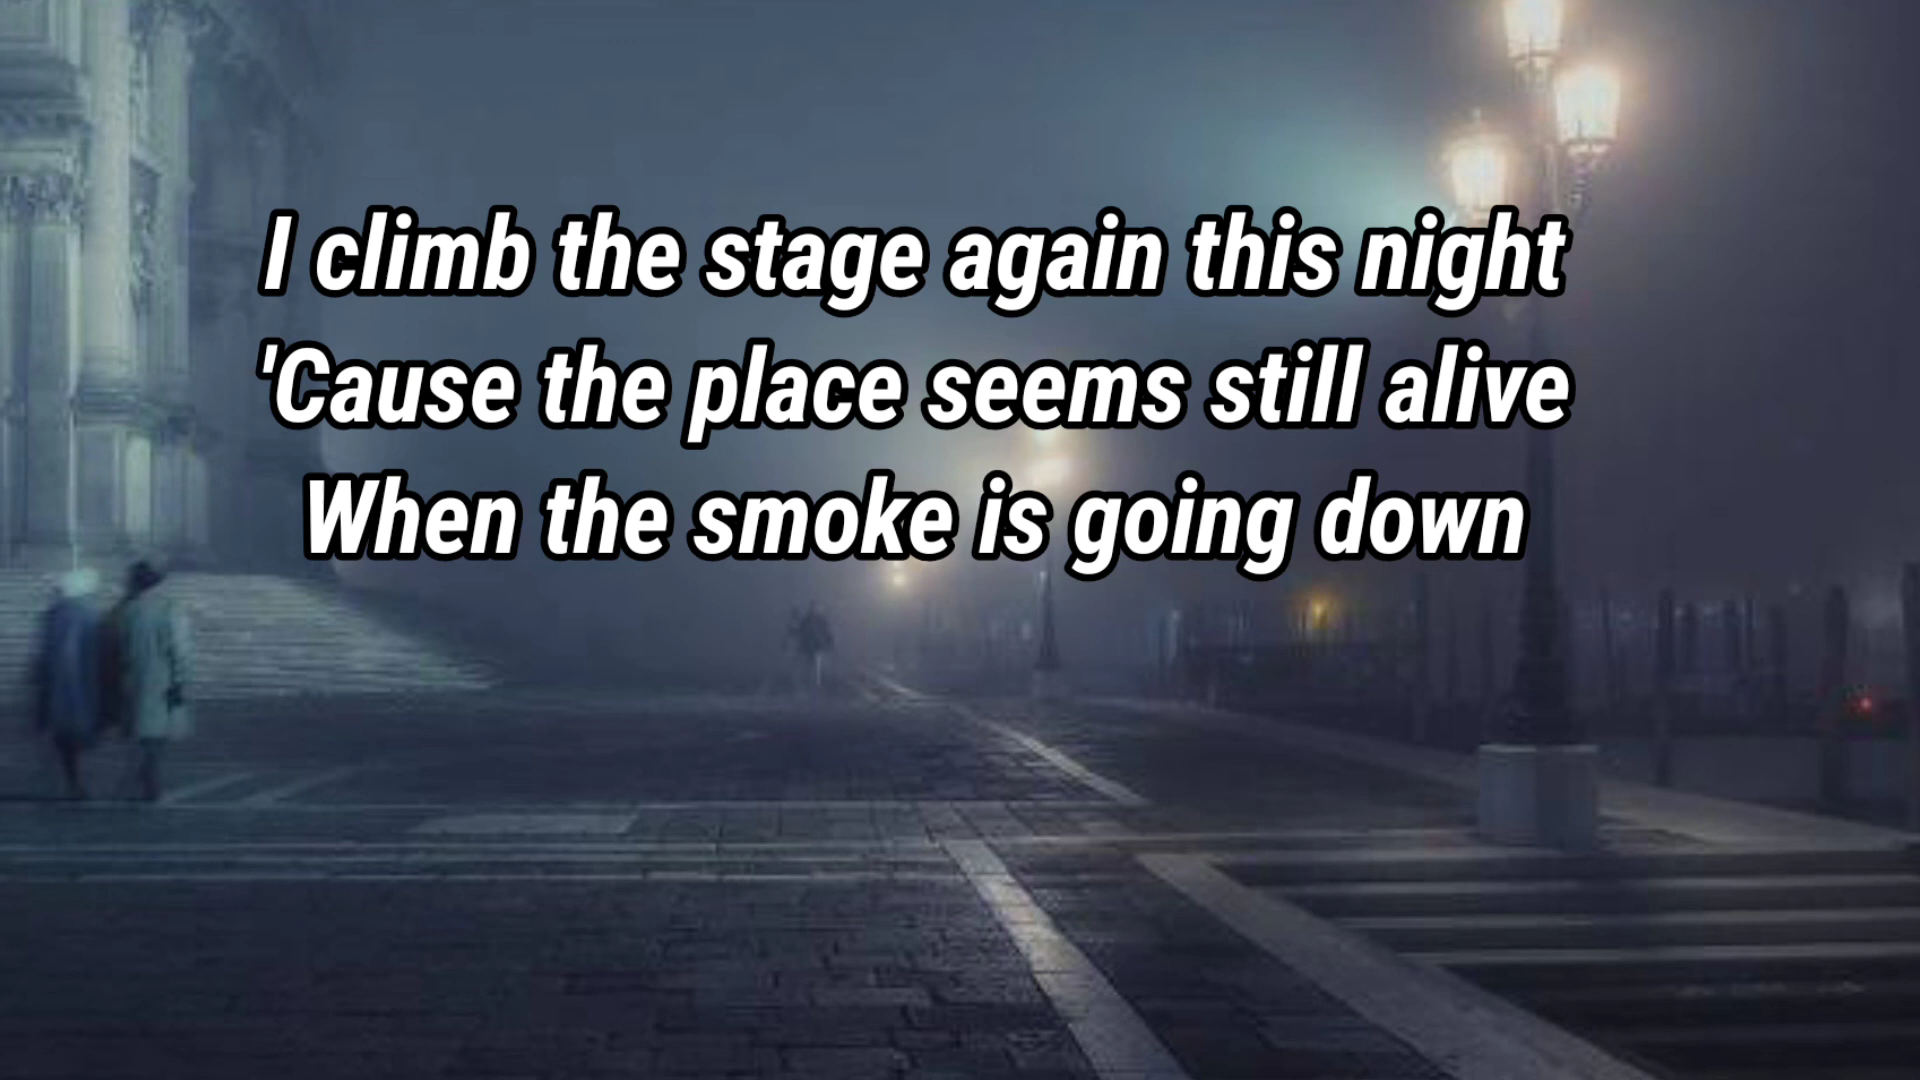 I climb the stage again this night
'Cause the place seems still alive
When the smoke is going down